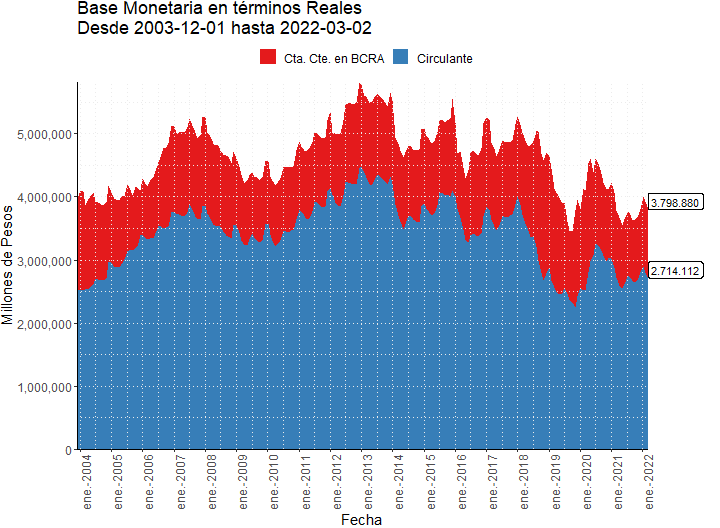 Base Monetaria en términos Reales
Desde 2003-12-01 hasta 2022-03-02
Cta. Cte. en BCRA
Circulante
Millones de Pesos
5,000,000
4,000,000
3,000,000
2,000,000
1,000,000
0
3.798.880
2.714.112
ene.-2004
ene.-2005
ene.-2006
ene.-2007
ene.-2008
ene.-2009
ene.-2010
ene.-2011
ene.-2012
ene.-2013
ene.-2014
ene.-2015
ene.-2016
ene.-2017
ene.-2018
ene.-2019
ene.-2020
ene.-2021
ene.-2022
Fecha